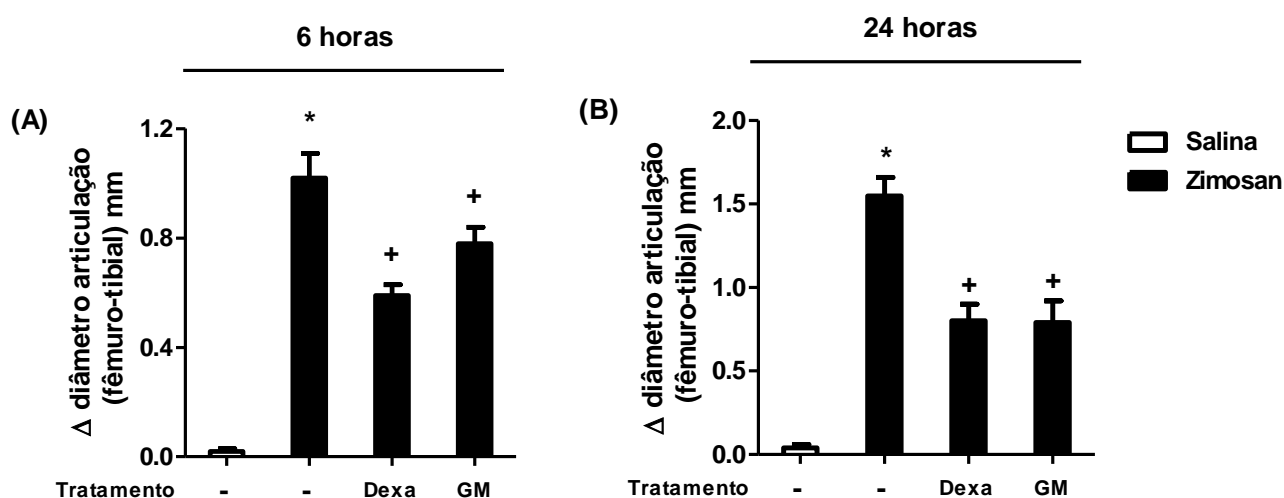 6 horas
24 horas
(A)
Δ diâmetro articulação
(fêmuro-tibial) mm
1.2
0.8
0.4
0.0
*
+
+
Tratamento - - Dexa GM
(B)
Δ diâmetro articulação
(fêmuro-tibial) mm
2.0
1.5
1.0
0.5
0.0
*
+
+
Tratamento - - Dexa GM
Salina
Zimosan